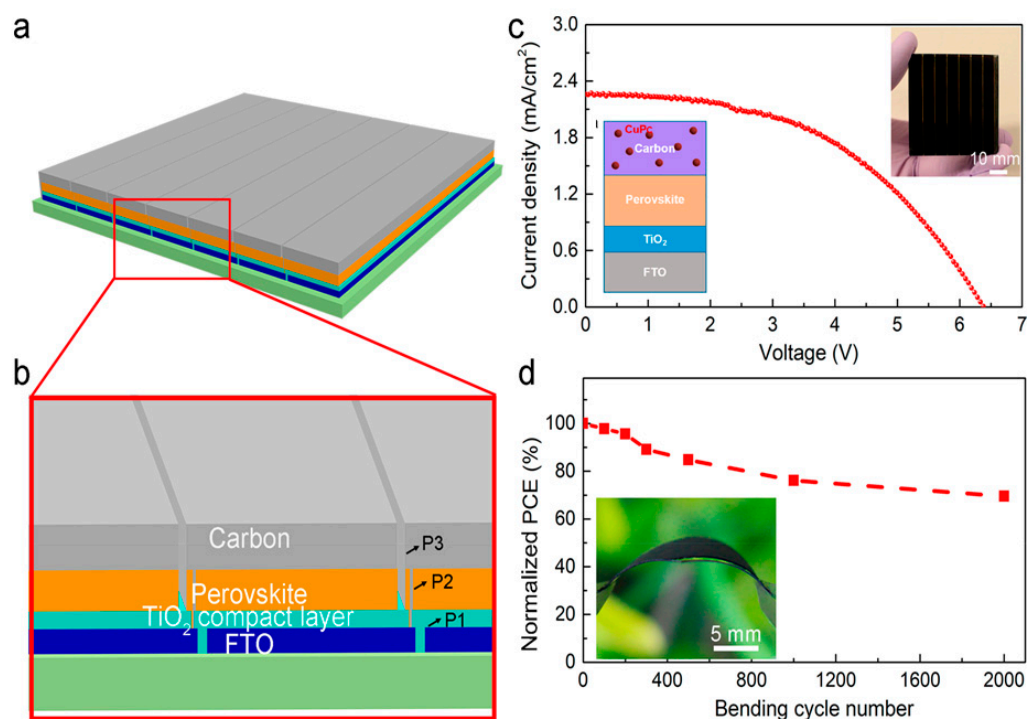 a
b
Carbon
P3
P2
Perovskite
TiO2 compact layer
P1
FTO
c
Current density (mA/cm²)
3.0
2.4
1.8
1.2
0.6
0.0
CuPc
Carbon
Perovskite
TiO2
FTO
10 mm
0 1 2 3 4 5 6 7
Voltage (V)
d
Normalized PCE (%)
100
80
60
40
20
0
5 mm
0 400 800 1200 1600 2000
Bending cycle number